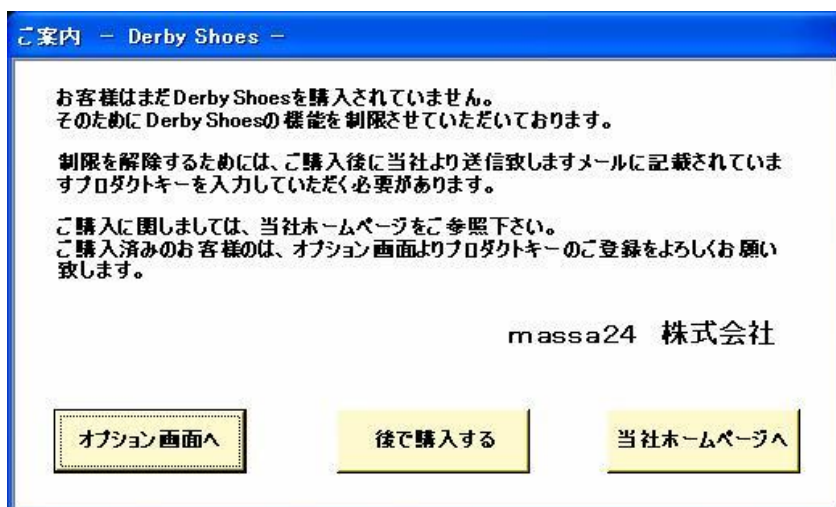 ご案内 － Derby Shoes －
お客様はまだDerby Shoesを購入されていません。
そのためにDerby Shoesの機能を制限させていただいております。
制限を解除するためには、ご購入後に当社より送信致しますメールに記載されていま
すプロダクトキーを入力していただく必要があります。
ご購入に関しましては、当社ホームページをご参照下さい。
ご購入済みのお客様のは、オプション画面よりプロダクトキーのご登録をよろしくお願い
致します。
massa24 株式会社
オプション画面へ 後で購入する 当社ホームページへ